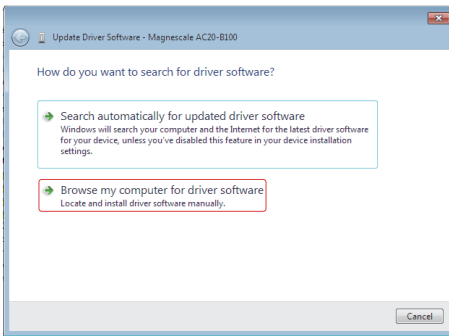 Update Driver Software - Magnescale AC20-B100
How do you want to search for driver software?
Search automatically for updated driver software
Windows will search your computer and the Internet for the latest driver software
for your device, unless you've disabled this feature in your device installation
settings.
Browse my computer for driver software
Locate and install driver software manually.
Cancel